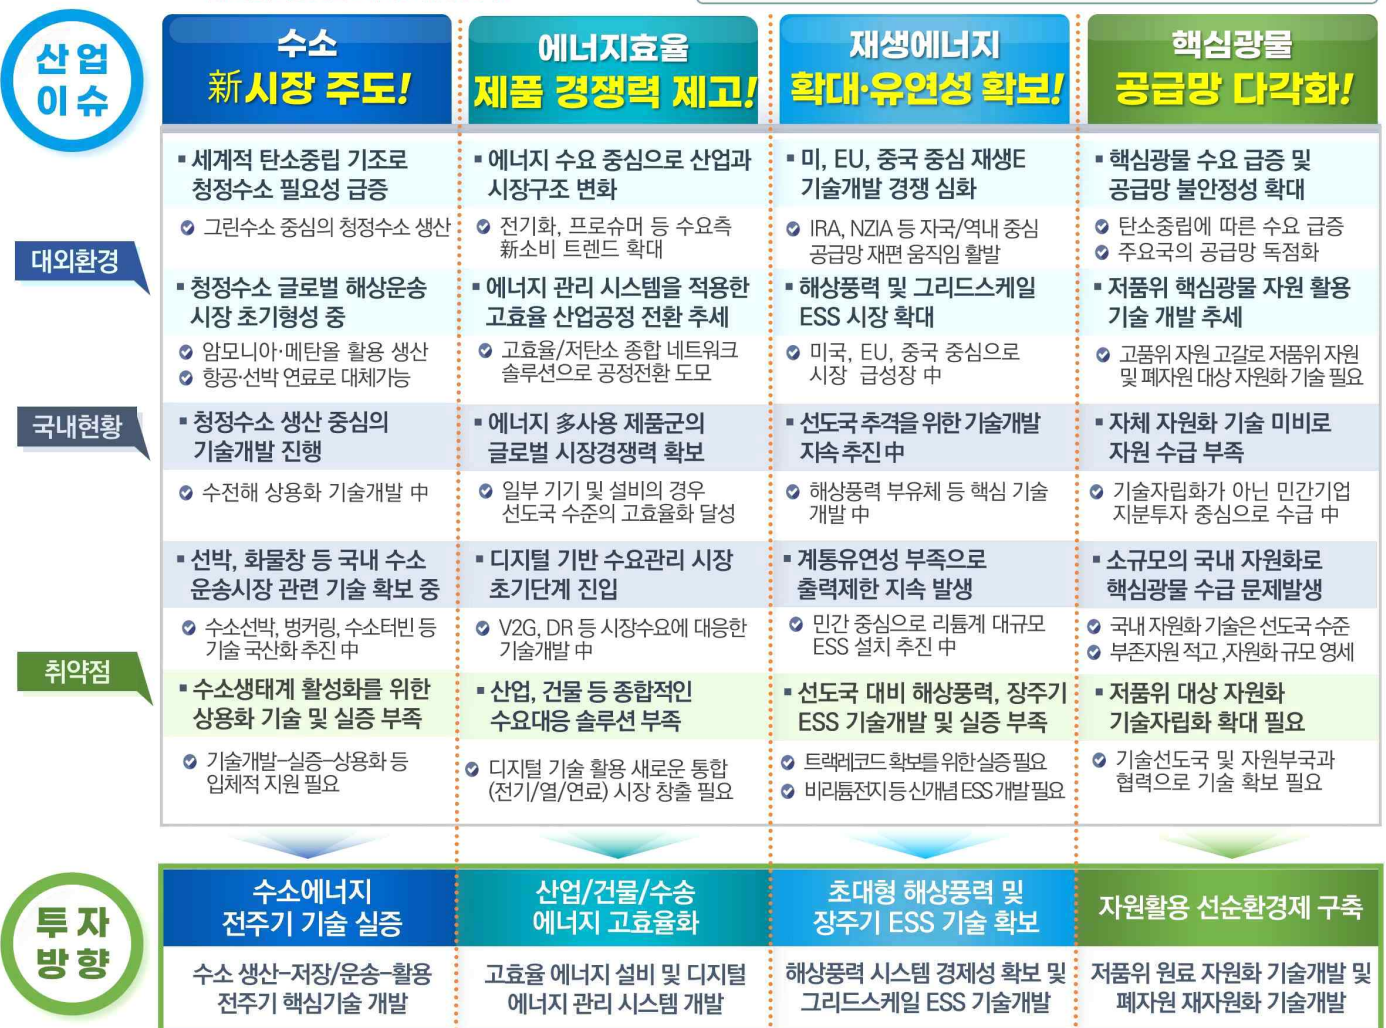 산업
이슈
수소
新시장 주도!
에너지효율
제품 경쟁력 제고!
재생에너지
확대·유연성 확보!
핵심광물
공급망 다각화!
대외환경
▪ 세계적 탄소중립 기조로
청정수소 필요성 급증
그린수소 중심의 청정수소 생산
▪ 청정수소 글로벌 해상운송
시장 초기형성 중
암모니아·메탄올 활용 생산
항공·선박 연료로 대체가능
▪ 에너지 수요 중심으로 산업과
시장구조 변화
전기화, 프로슈머 등 수요측
新소비 트렌드 확대
▪ 에너지 관리 시스템을 적용한
고효율 산업공정 전환 추세
고효율/저탄소 종합 네트워크
솔루션으로 공정전환 도모
▪ 미, EU, 중국 중심 재생E
기술개발 경쟁 심화
IRA, NZIA 등 자국/역내 중심
공급망 재편 움직임 활발
▪ 해상풍력 및 그리드스케일
ESS 시장 확대
미국, EU, 중국 중심으로
시장 급성장 中
▪ 핵심광물 수요 급증 및
공급망 불안정성 확대
탄소중립에 따른 수요 급증
주요국의 공급망 독점화
▪ 저품위 핵심광물 자원 활용
기술 개발 추세
고품위 자원 고갈로 저품위 자원
및 폐자원 대상 자원화 기술 필요
국내현황
▪ 청정수소 생산 중심의
기술개발 진행
수전해 상용화 기술개발 中
▪ 선박, 화물창 등 국내 수소
운송시장 관련 기술 확보 중
수소선박, 벙커링, 수소터빈 등
기술 국산화 추진 中
▪ 에너지 多사용 제품군의
글로벌 시장경쟁력 확보
일부 기기 및 설비의 경우
선도국 수준의 고효율화 달성
▪ 디지털 기반 수요관리 시장
초기단계 진입
V2G, DR 등 시장수요에 대응한
기술개발 中
▪ 선도국 추격을 위한 기술개발
지속 추진 中
해상풍력 부유체 등 핵심 기술
개발 中
▪ 계통유연성 부족으로
출력제한 지속 발생
민간 중심으로 리튬계 대규모
ESS 설치 추진 中
▪ 자체 자원화 기술 미비로
자원 수급 부족
기술자립화가 아닌 민간기업
지분투자 중심으로 수급 中
▪ 소규모의 국내 자원화로
핵심광물 수급 문제발생
국내 자원화 기술은 선도국 수준
부존자원 적고 ,자원화 규모 영세
취약점
▪ 수소생태계 활성화를 위한
상용화 기술 및 실증 부족
기술개발–실증–상용화 등
입체적 지원 필요
▪ 산업, 건물 등 종합적인
수요대응 솔루션 부족
디지털 기술 활용 새로운 통합
(전기/열/연료) 시장 창출 필요
▪ 선도국 대비 해상풍력, 장주기
ESS 기술개발 및 실증 부족
트랙레코드 확보를 위한 실증 필요
비리튬전지 등 신개념 ESS 개발 필요
▪ 저품위 대상 자원화
기술자립화 확대 필요
기술선도국 및 자원부국과
협력으로 기술 확보 필요
투자
방향
수소에너지
전주기 기술 실증
수소 생산–저장/운송–활용
전주기 핵심기술 개발
산업/건물/수송
에너지 고효율화
고효율 에너지 설비 및 디지털
에너지 관리 시스템 개발
초대형 해상풍력 및
장주기 ESS 기술 확보
해상풍력 시스템 경제성 확보 및
그리드스케일 ESS 기술개발
자원활용 선순환경제 구축
저품위 원료 자원화 기술개발 및
폐자원 재자원화 기술개발